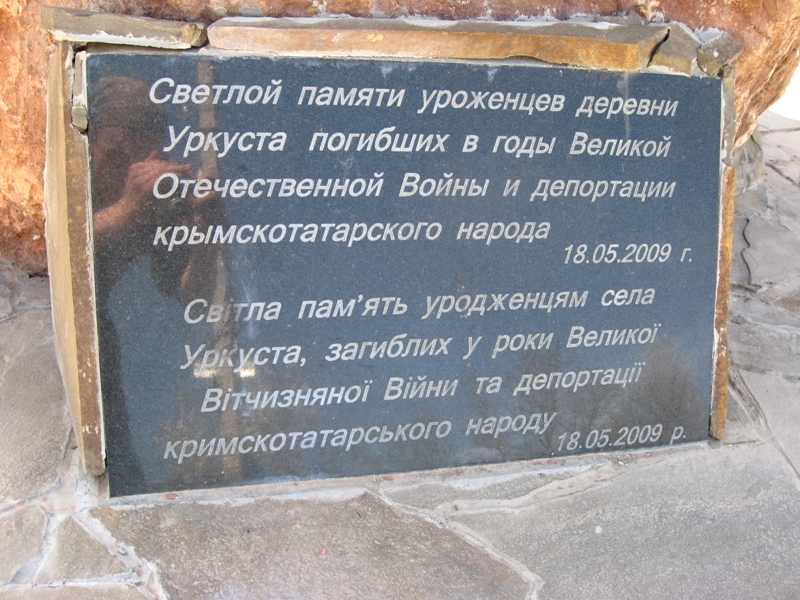 Светлой памяти уроженцев деревни
Уркуста погибших в годы Великой
Отечественной Войны и депортации
крымскотатарского народа
18.05.2009 г.
Світла пам'ять уродженцям села
Уркуста, загиблих у роки Великої
Вітчизняної Війни та депортації
кримскотатарського народу
18.05.2009 р.